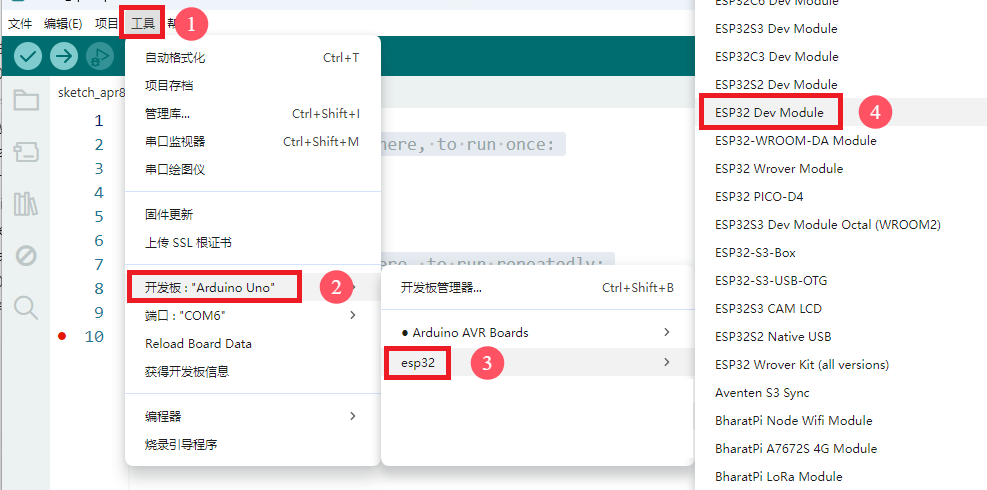 文件 编辑(E) 项目 工具 1
自动格式化 Ctrl+T
项目存档
管理库... Ctrl+Shift+I
串口监视器 Ctrl+Shift+M
串口绘图仪
固件更新
上传 SSL 根证书
开发板 : "Arduino Uno" 2
端口 : "COM6"
Reload Board Data
获得开发板信息
编程器
烧录引导程序
sketch_apr8
1
2 here, to run once:
3
4
5
6
7 here, to run repeatedly:
8
9
10
开发板管理器... Ctrl+Shift+B
● Arduino AVR Boards
esp32 3
ESP32C6 Dev Module
ESP32S3 Dev Module
ESP32C3 Dev Module
ESP32S2 Dev Module
ESP32 Dev Module 4
ESP32-WROOM-DA Module
ESP32 Wrover Module
ESP32 PICO-D4
ESP32S3 Dev Module Octal (WROOM2)
ESP32-S3-Box
ESP32-S3-USB-OTG
ESP32S3 CAM LCD
ESP32S2 Native USB
ESP32 Wrover Kit (all versions)
Aventen S3 Sync
BharatPi Node Wifi Module
BharatPi A7672S 4G Module
BharatPi LoRa Module